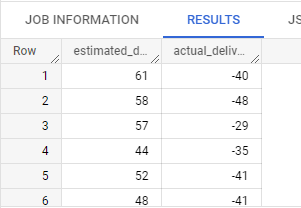 JOB INFORMATION RESULTS JS
Row estimated_d... actual_deliv...
1 61 -40
2 58 -48
3 57 -29
4 44 -35
5 52 -41
6 48 -41